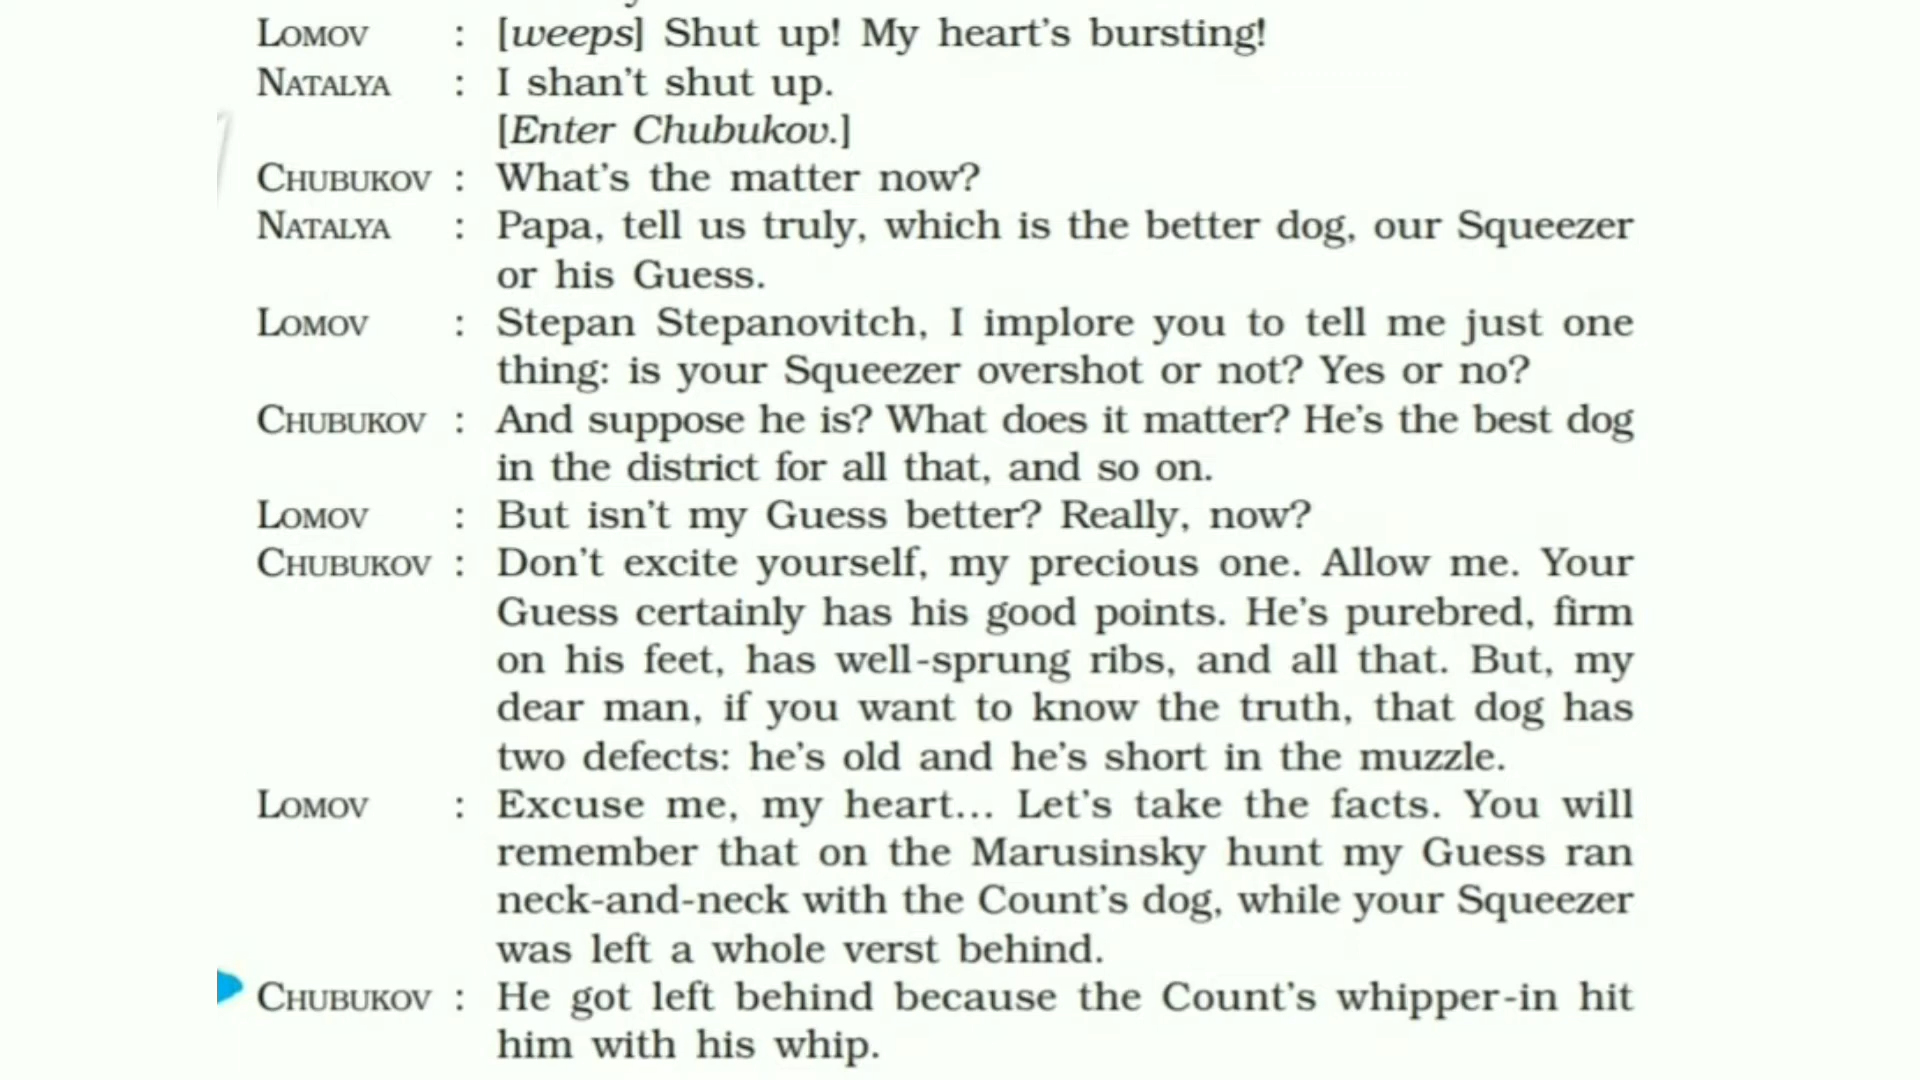 LOMOV : [weeps] Shut up! My heart's bursting!
NATALYA : I shan't shut up.
[Enter Chubukov.]
CHUBUKOV : What's the matter now?
NATALYA : Papa, tell us truly, which is the better dog, our Squeezer
or his Guess.
LOMOV : Stepan Stepanovitch, I implore you to tell me just one
thing: is your Squeezer overshot or not? Yes or no?
CHUBUKOV : And suppose he is? What does it matter? He's the best dog
in the district for all that, and so on.
LOMOV : But isn't my Guess better? Really, now?
CHUBUKOV : Don't excite yourself, my precious one. Allow me. Your
Guess certainly has his good points. He's purebred, firm
on his feet, has well-sprung ribs, and all that. But, my
dear man, if you want to know the truth, that dog has
two defects: he's old and he's short in the muzzle.
LOMOV : Excuse me, my heart... Let's take the facts. You will
remember that on the Marusinsky hunt my Guess ran
neck-and-neck with the Count's dog, while your Squeezer
was left a whole verst behind.
CHUBUKOV : He got left behind because the Count's whipper-in hit
him with his whip.